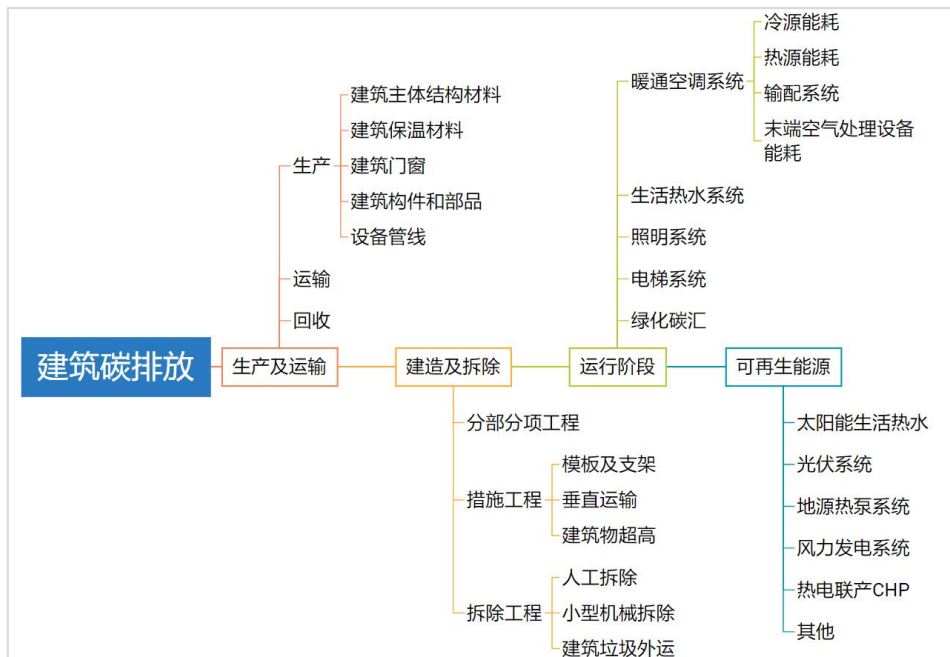 建筑碳排放
生产及运输
生产
建筑主体结构材料
建筑保温材料
建筑门窗
建筑构件和部品
设备管线
运输
回收
建造及拆除
分部分项工程
措施工程
模板及支架
垂直运输
建筑物超高
拆除工程
人工拆除
小型机械拆除
建筑垃圾外运
运行阶段
暖通空调系统
冷源能耗
热源能耗
输配系统
末端空气处理设备
能耗
生活热水系统
照明系统
电梯系统
绿化碳汇
可再生能源
太阳能生活热水
光伏系统
地源热泵系统
风力发电系统
热电联产CHP
其他